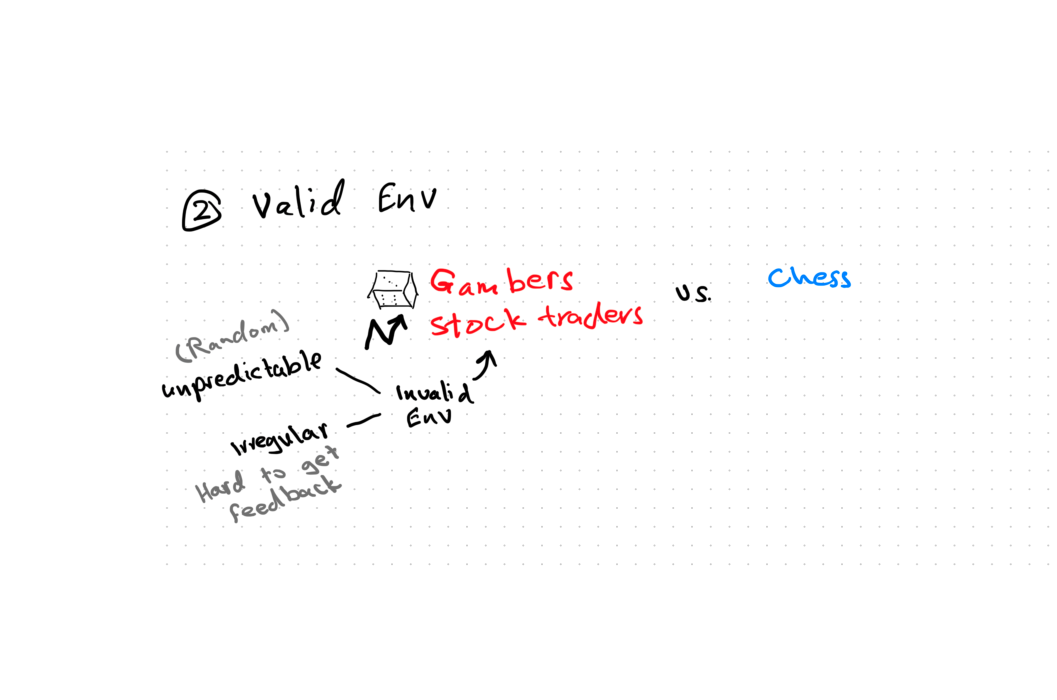 ② Valid Env
Gambers
stock traders
vs.
Chess
(Random)
unpredictable
Invalid
Env
Irregular
Hard to get
feedback